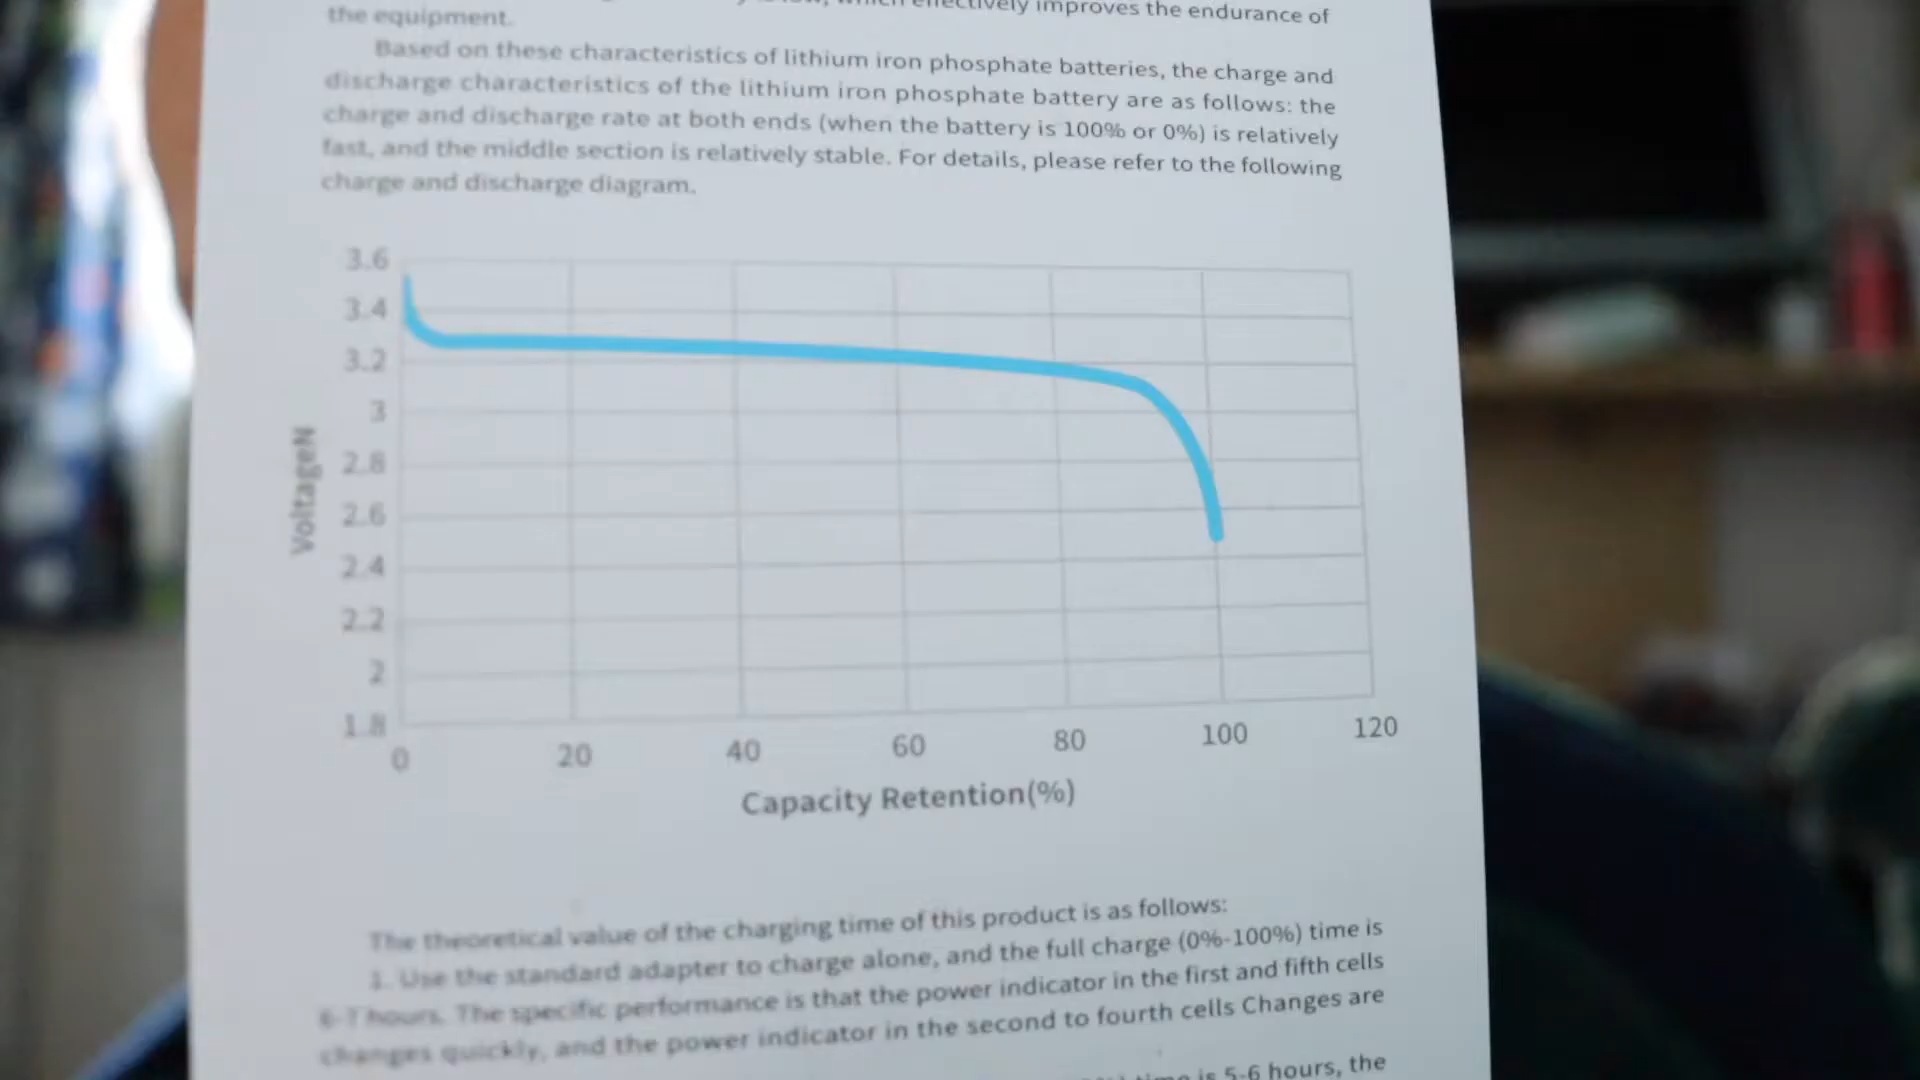 effectively improves the endurance of
the equipment.
Based on these characteristics of lithium iron phosphate batteries, the charge and
discharge characteristics of the lithium iron phosphate battery are as follows: the
charge and discharge rate at both ends (when the battery is 100% or 0%) is relatively
fast, and the middle section is relatively stable. For details, please refer to the following
charge and discharge diagram.
3.6
3.4
3.2
3
2.8
2.6
2.4
2.2
2
1.8
VoltageN
0 20 40 60 80 100 120
Capacity Retention(%)
The theoretical value of the charging time of this product is as follows:
1. Use the standard adapter to charge alone, and the full charge (0%-100%) time is
6-7 hours. The specific performance is that the power indicator in the first and fifth cells
changes quickly, and the power indicator in the second to fourth cells Changes are
time is 5-6 hours, the